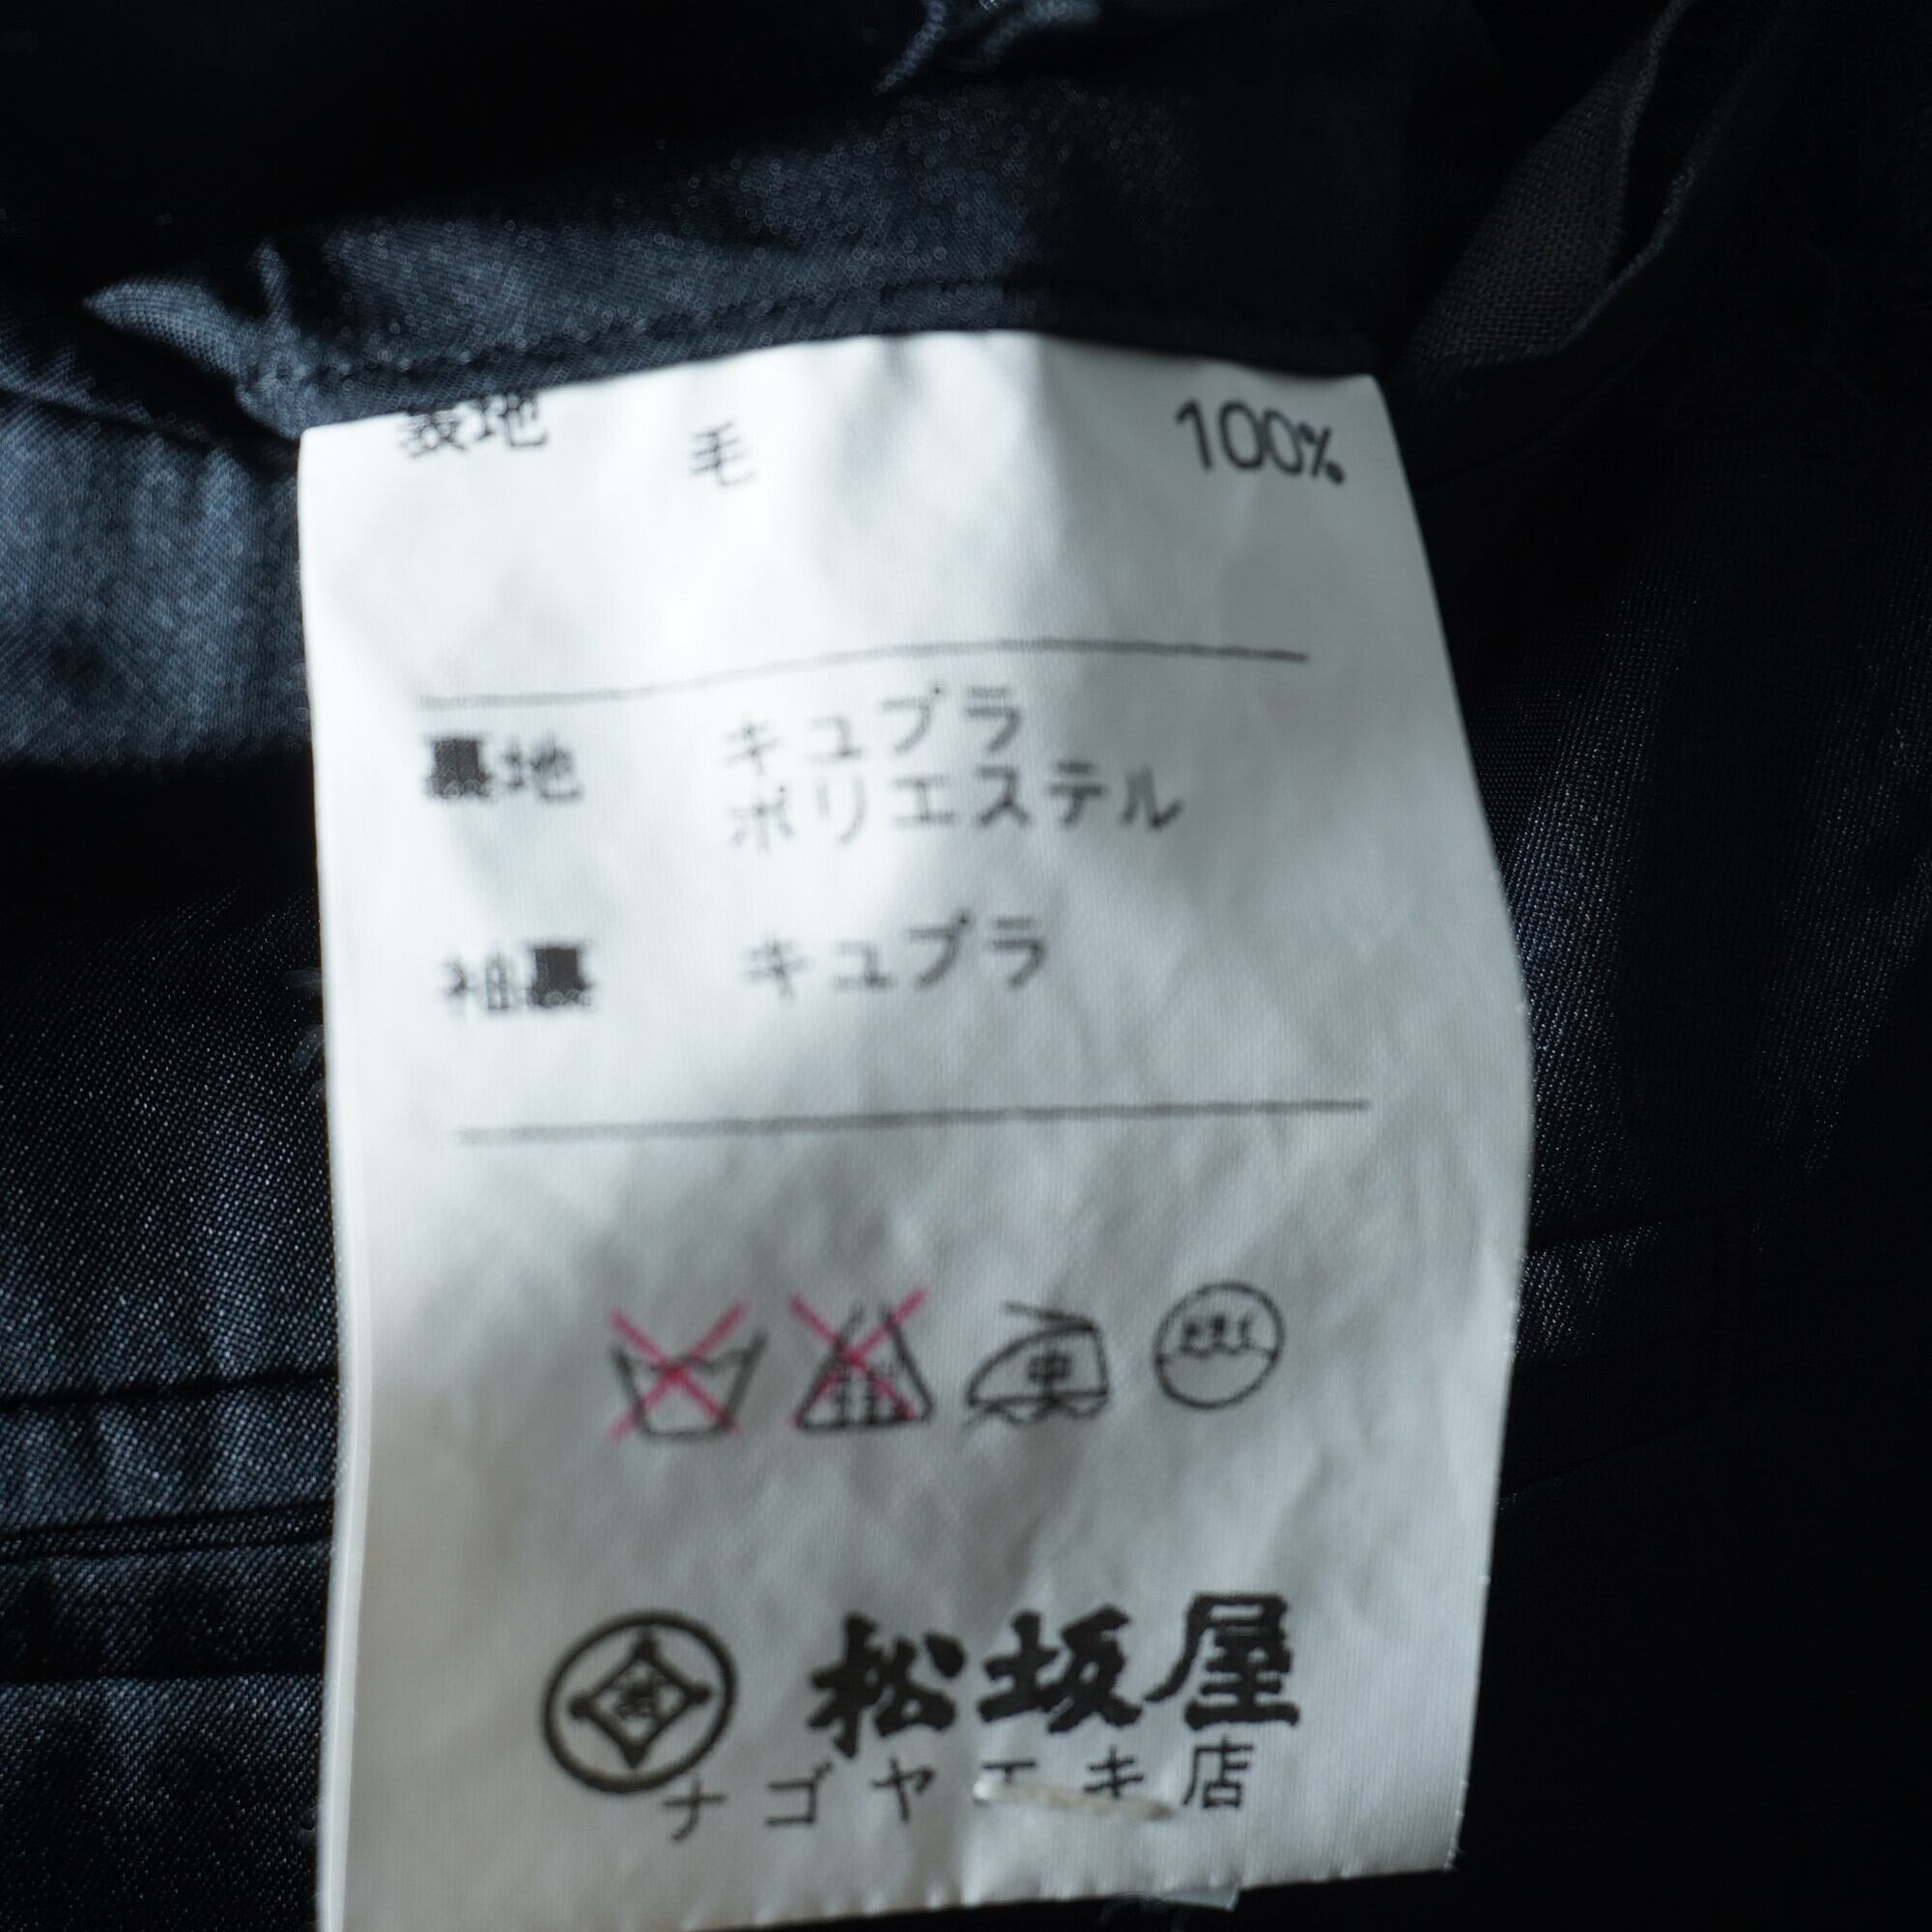 表地 毛 100%
裏地 キュプラ
ポリエステル
袖裏 キュプラ
中
松坂屋
ナゴヤエキ店